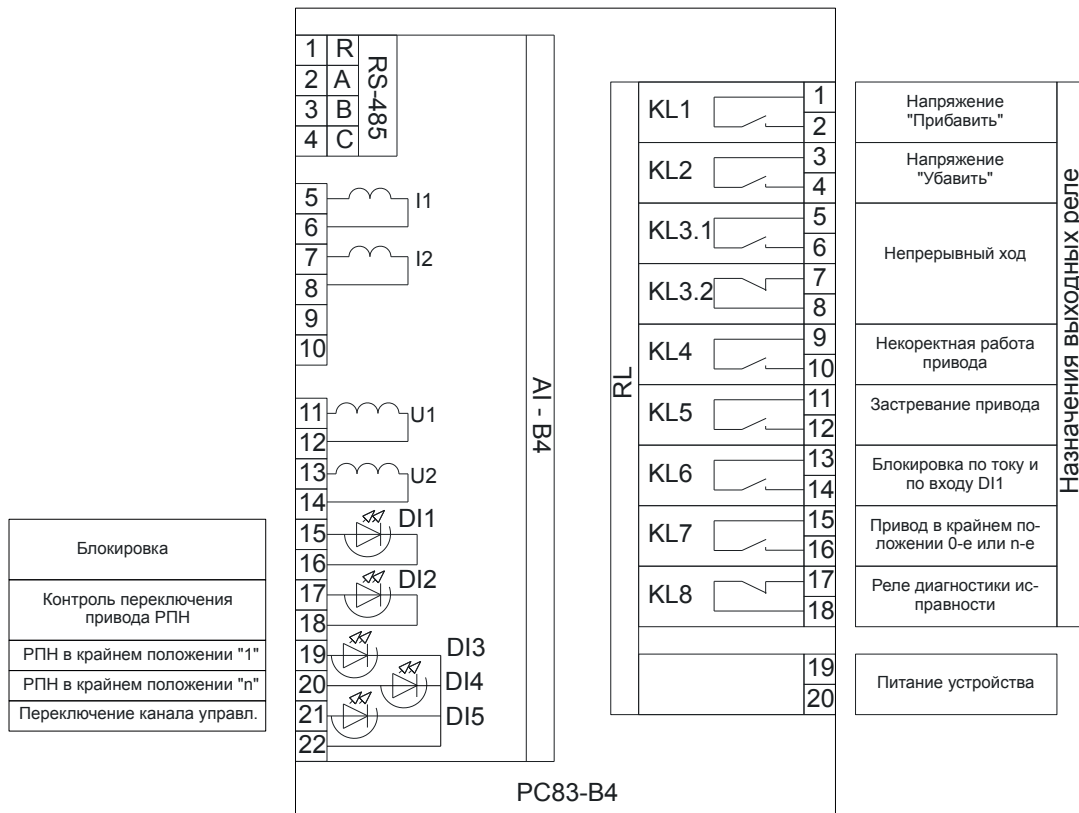 1 R
2 A
3 B
4 C
RS-485
5
6
I1
7
8
I2
9
10
11
12
U1
13
14
U2
15
16
DI1
17
18
DI2
19
DI3
20
DI4
21
DI5
22
AI - B4
Блокировка
Контроль переключения
привода РПН
РПН в крайнем положении "1"
РПН в крайнем положении "n"
Переключение канала управл.
RL
KL1
1
2
Напряжение
"Прибавить"
KL2
3
4
Напряжение
"Убавить"
KL3.1
5
6
KL3.2
7
8
Непрерывный ход
KL4
9
10
Некоректная работа
привода
KL5
11
12
Застревание привода
KL6
13
14
Блокировка по току и
по входу DI1
KL7
15
16
Привод в крайнем по-
ложении 0-е или n-е
KL8
17
18
Реле диагностики ис-
правности
19
20
Питание устройства
Назначения выходных реле
РС83-В4